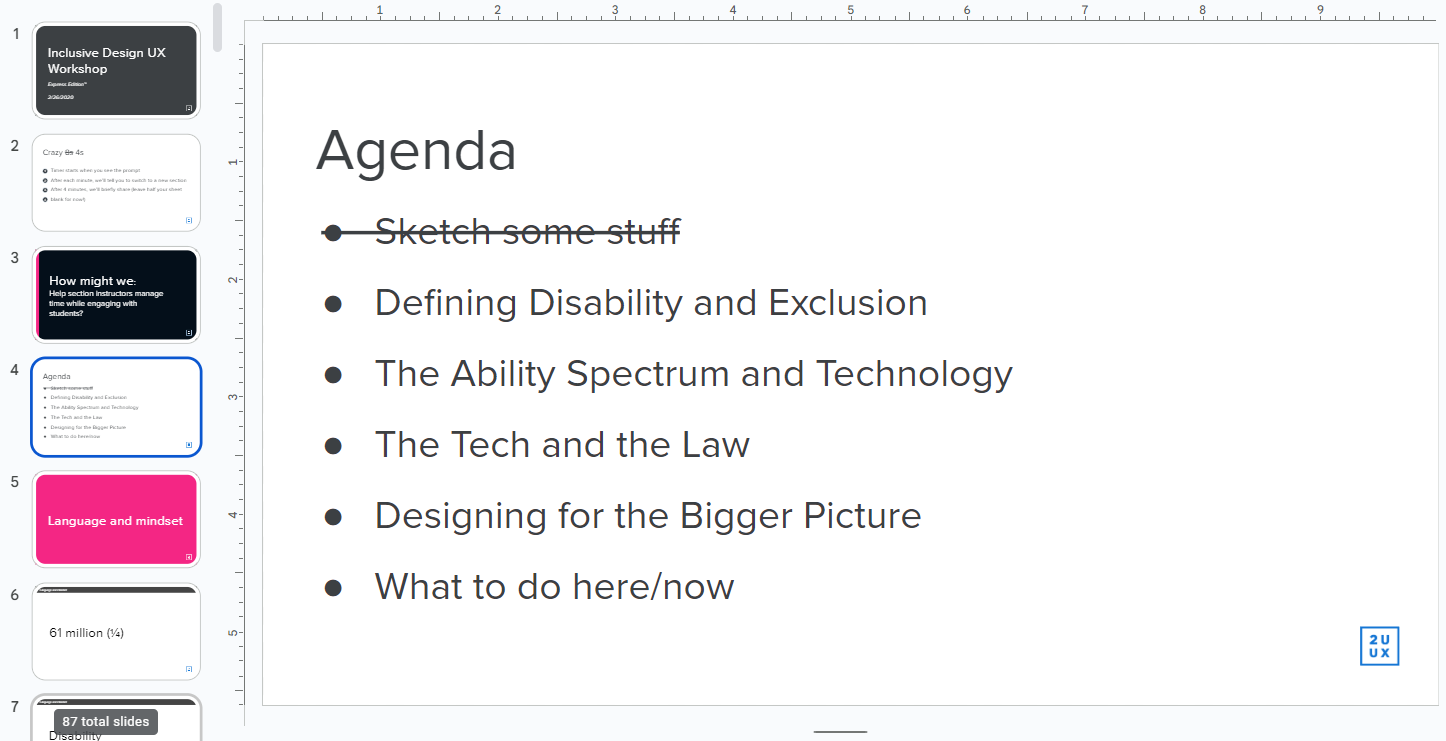 1
Inclusive Design UX
Workshop
Express Edition™
2/26/2020
2
Crazy 8s 4s
Timer starts when you see the prompt
After each minute, we'll tell you to switch to a new section
After 4 minutes, we'll briefly share (leave half your sheet
blank for now!)
3
How might we:
Help section instructors manage
time while engaging with
students?
4
Agenda
Sketch some stuff
Defining Disability and Exclusion
The Ability Spectrum and Technology
The Tech and the Law
Designing for the Bigger Picture
What to do here/now
5
Language and mindset
6
61 million (¼)
7
Disability
87 total slides
1 2 3 4 5 6 7 8 9
1
2
3
4
5
Agenda
● Sketch some stuff
● Defining Disability and Exclusion
● The Ability Spectrum and Technology
● The Tech and the Law
● Designing for the Bigger Picture
● What to do here/now
2U
UX